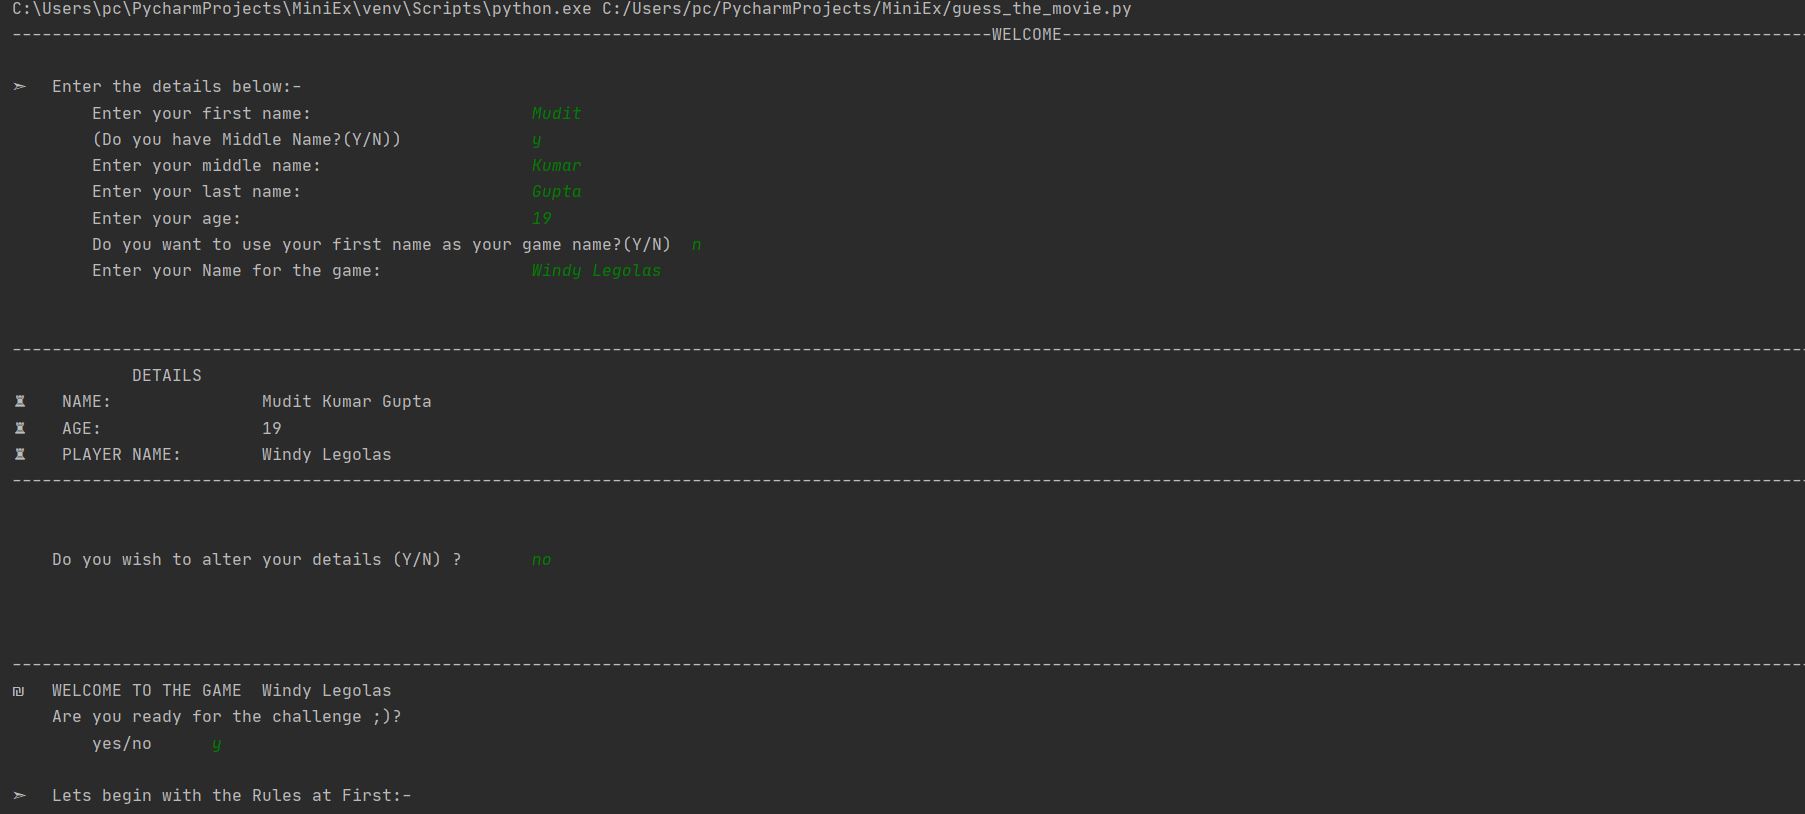 C:\Users\pc\PycharmProjects\MiniEx\venv\Scripts\python.exe C:/Users/pc/PycharmProjects/MiniEx/guess_the_movie.py
--------------------------------------------------------------------------------------------------WELCOME---------------------------------------------------------------------------
➣ Enter the details below:-
Enter your first name: Mudit
(Do you have Middle Name?(Y/N)) y
Enter your middle name: Kumar
Enter your last name: Gupta
Enter your age: 19
Do you want to use your first name as your game name?(Y/N) n
Enter your Name for the game: Windy Legolas
------------------------------------------------------------------------------------------------------------------------------------------------------------------------------------
DETAILS
♜ NAME: Mudit Kumar Gupta
♜ AGE: 19
♜ PLAYER NAME: Windy Legolas
------------------------------------------------------------------------------------------------------------------------------------------------------------------------------------
Do you wish to alter your details (Y/N) ? no
------------------------------------------------------------------------------------------------------------------------------------------------------------------------------------
₪ WELCOME TO THE GAME Windy Legolas
Are you ready for the challenge ;)?
yes/no y
➣ Lets begin with the Rules at First:-